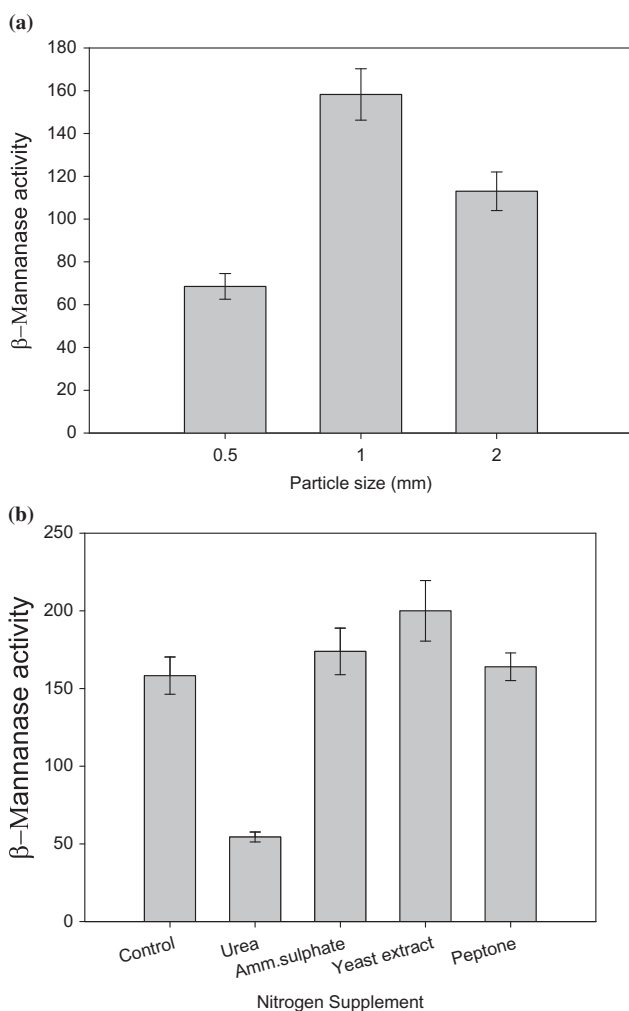 (a)
180
160
140
120
100
80
60
40
20
0
β–Mannanase activity
0.5 1 2
Particle size (mm)
(b)
250
200
150
100
50
0
β–Mannanase activity
Control Urea Amm.sulphate Yeast extract Peptone
Nitrogen Supplement